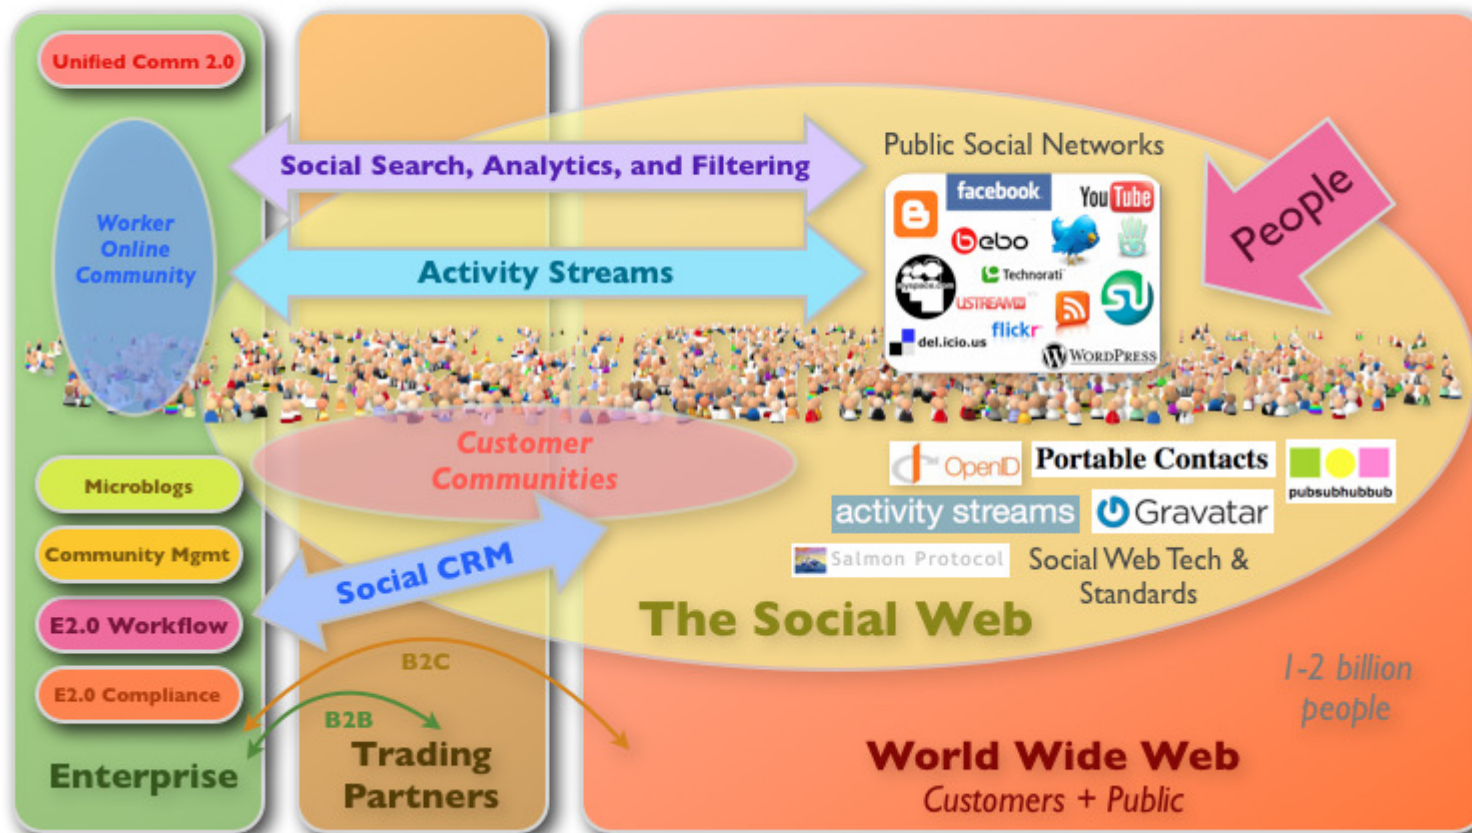 Unified Comm 2.0
Worker
Online
Community
Social Search, Analytics, and Filtering
Activity Streams
Public Social Networks
facebook
YouTube
bebo
myspace.com
Technorati
USTREAM
flickr
del.icio.us
WORDPRESS
People
Customer
Communities
Microblogs
Community Mgmt
E2.0 Workflow
E2.0 Compliance
Social CRM
OpenID
Portable Contacts
pubsubhubbub
activity streams
Gravatar
Salmon Protocol
Social Web Tech &
Standards
The Social Web
B2C
B2B
1-2 billion
people
Enterprise
Trading
Partners
World Wide Web
Customers + Public